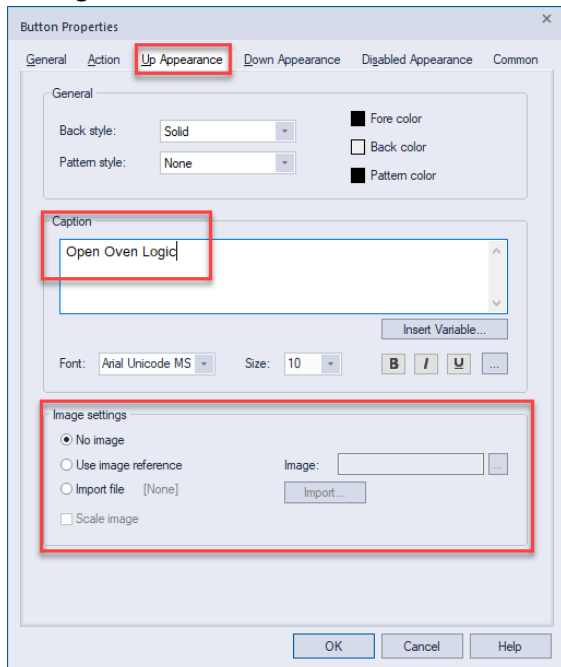 Button Properties
General Action Up Appearance Down Appearance Disabled Appearance Common
General
Back style: Solid
Fore color
Back color
Pattern style: None
Pattern color
Caption
Open Oven Logic
Insert Variable...
Font: Arial Unicode MS Size: 10 B I U ...
Image settings
No image
Use image reference Image: ...
Import file [None] Import...
Scale image
OK Cancel Help